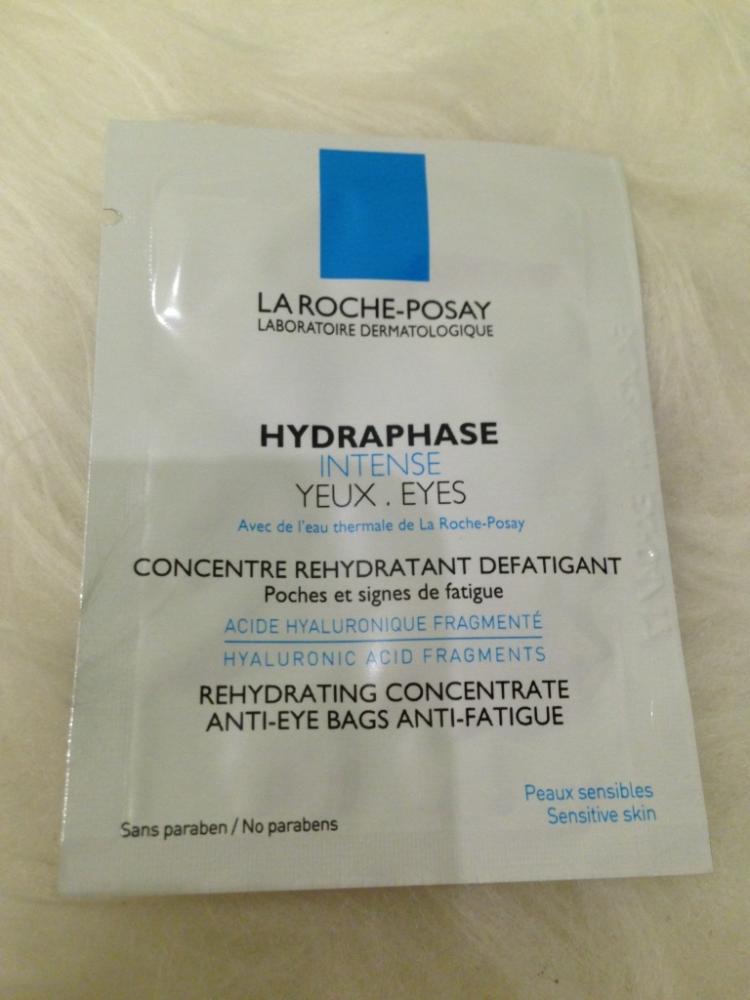 LA ROCHE-POSAY
LABORATOIRE DERMATOLOGIQUE
HYDRAPHASE
INTENSE
YEUX . EYES
Avec de l'eau thermale de La Roche-Posay
CONCENTRE REHYDRATANT DEFATIGANT
Poches et signes de fatigue
ACIDE HYALURONIQUE FRAGMENTÉ
HYALURONIC ACID FRAGMENTS
REHYDRATING CONCENTRATE
ANTI-EYE BAGS ANTI-FATIGUE
Peaux sensibles
Sensitive skin
Sans paraben / No parabens